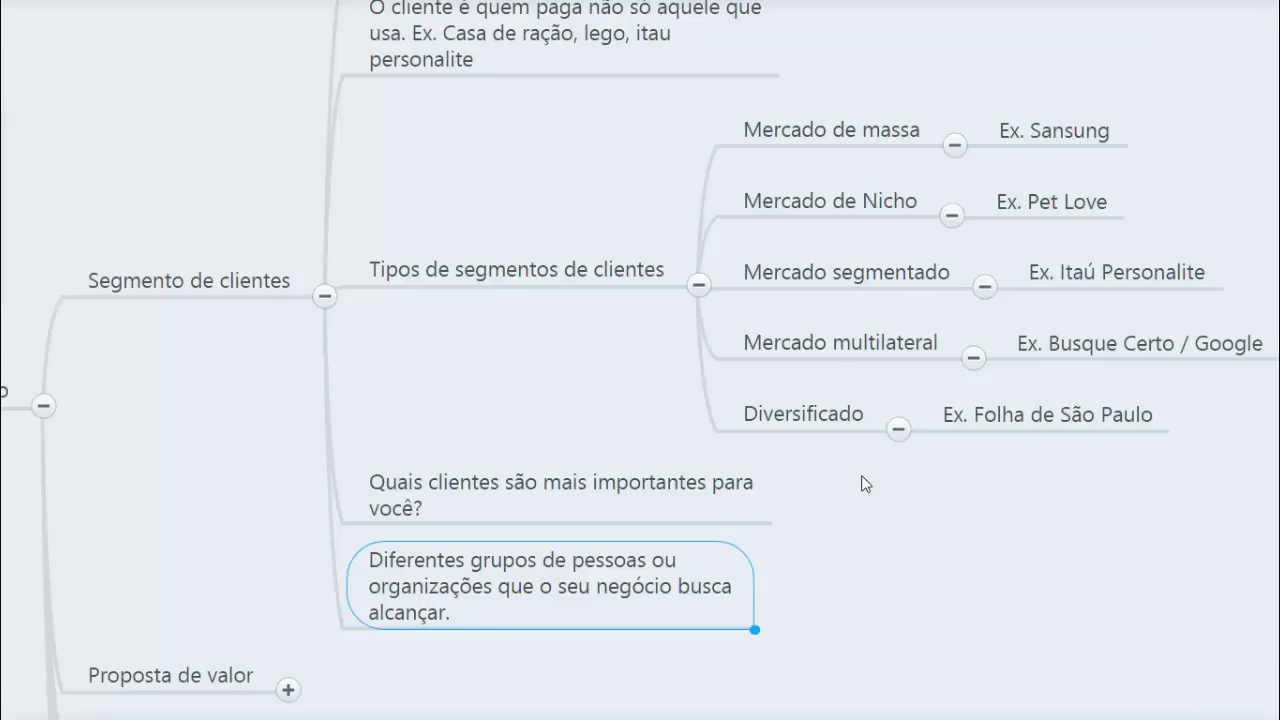 O cliente é quem paga não só aquele que
usa. Ex. Casa de ração, lego, itau
personalite
Mercado de massa
Ex. Sansung
Mercado de Nicho
Ex. Pet Love
Segmento de clientes
Tipos de segmentos de clientes
Mercado segmentado
Ex. Itaú Personalite
Mercado multilateral
Ex. Busque Certo / Google
Diversificado
Ex. Folha de São Paulo
Quais clientes são mais importantes para
você?
Diferentes grupos de pessoas ou
organizações que o seu negócio busca
alcançar.
Proposta de valor